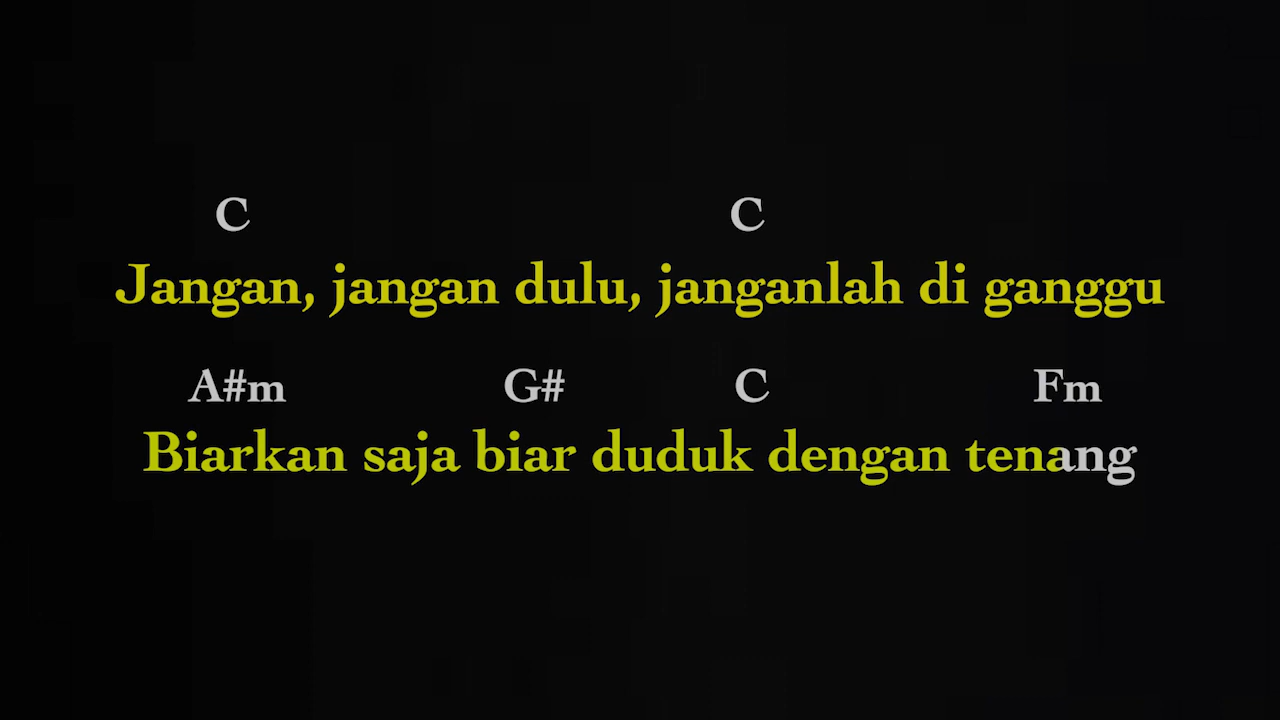 C C
Jangan, jangan dulu, janganlah di ganggu
A#m G# C Fm
Biarkan saja biar duduk dengan tenang